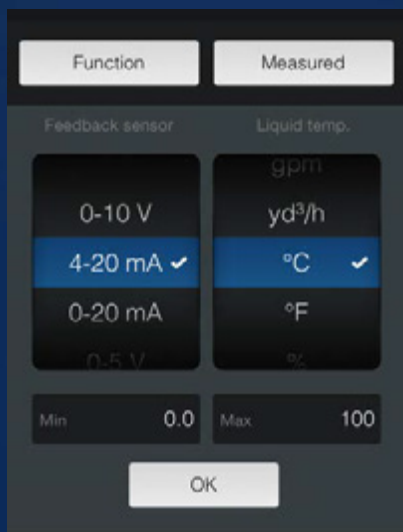 Function Measured
Feedback sensor Liquid temp.
gpm
0-10 V yd³/h
4-20 mA °C
0-20 mA °F
0-5 V %
Min 0.0 Max 100
OK